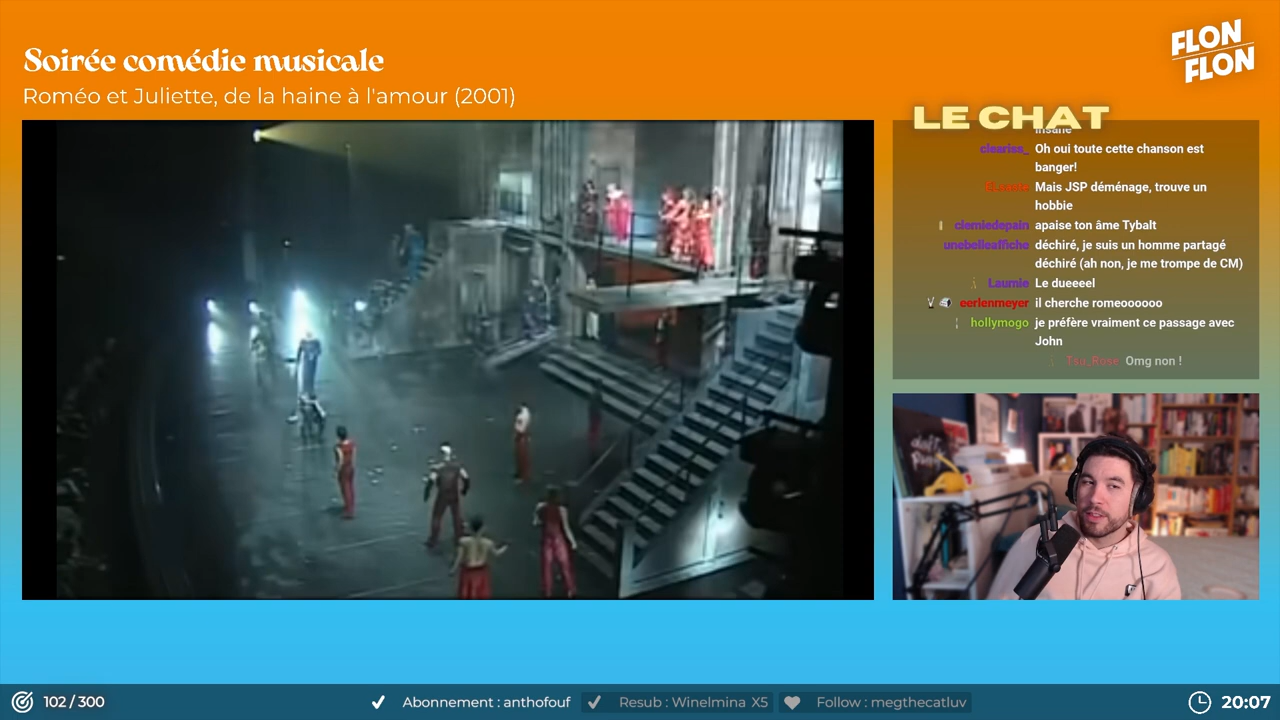 Soirée comédie musicale
Roméo et Juliette, de la haine à l'amour (2001)
FLON
FLON
LE CHAT
insane
cleariss_ Oh oui toute cette chanson est
banger!
Mais JSP déménage, trouve un
hobbie
clemiedepain apaise ton âme Tybalt
unebelleaffiche déchiré, je suis un homme partagé
déchiré (ah non, je me trompe de CM)
Laumie Le dueeeel
eerlenmeyer il cherche romeoooooo
hollymogo je préfère vraiment ce passage avec
John
Tso_Rose Omg non !
102 / 300
Abonnement : anthofouf
Resub : Winelmina X5
Follow : megthecatluv
20:07